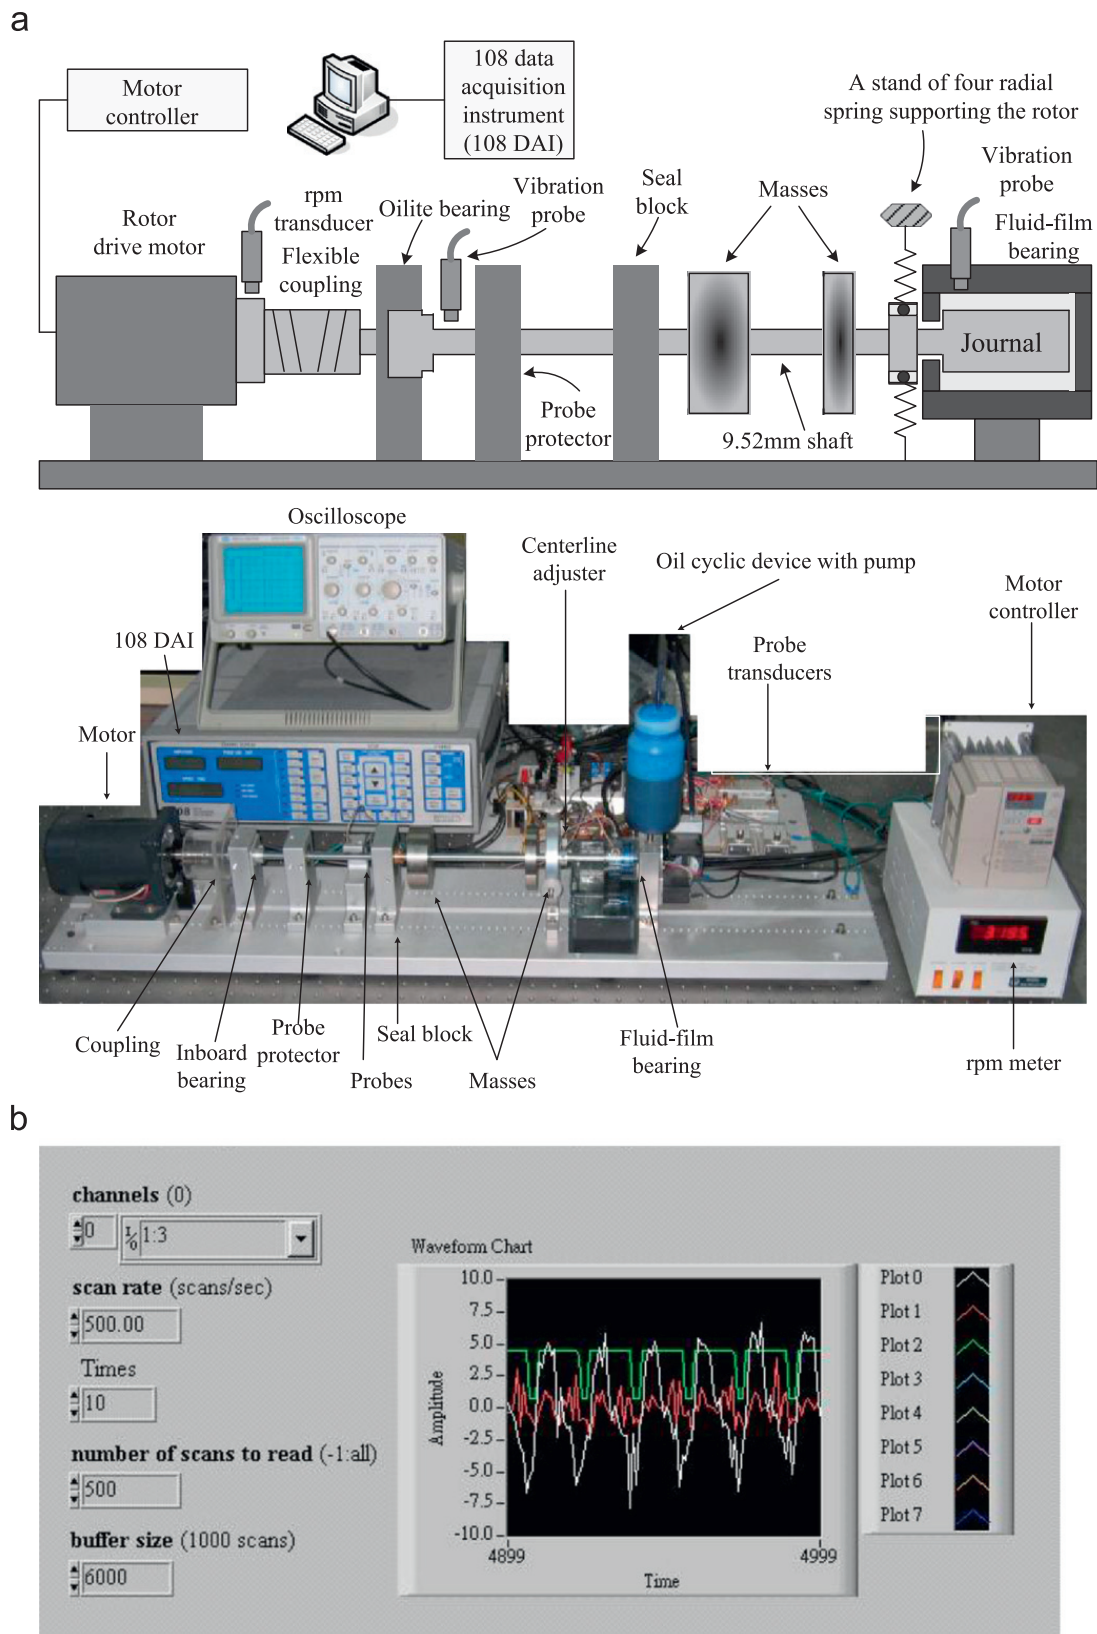 a
Motor
controller
108 data
acquisition
instrument
(108 DAI)
A stand of four radial
spring supporting the rotor
Rotor
drive motor
rpm
transducer
Flexible
coupling
Oilite bearing
Vibration
probe
Seal
block
Masses
Vibration
probe
Fluid-film
bearing
Journal
Probe
protector
9.52mm shaft
Oscilloscope
Centerline
adjuster
Oil cyclic device with pump
Motor
controller
108 DAI
Probe
transducers
Motor
Coupling
Inboard
bearing
Probe
protector
Probes
Seal block
Masses
Fluid-film
bearing
rpm meter
b
channels (0)
0
I/O 1:3
scan rate (scans/sec)
500.00
Times
10
number of scans to read (-1:all)
500
buffer size (1000 scans)
6000
Waveform Chart
Amplitude
10.0
7.5
5.0
2.5
0.0
-2.5
-5.0
-7.5
-10.0
4899
4999
Time
Plot 0
Plot 1
Plot 2
Plot 3
Plot 4
Plot 5
Plot 6
Plot 7